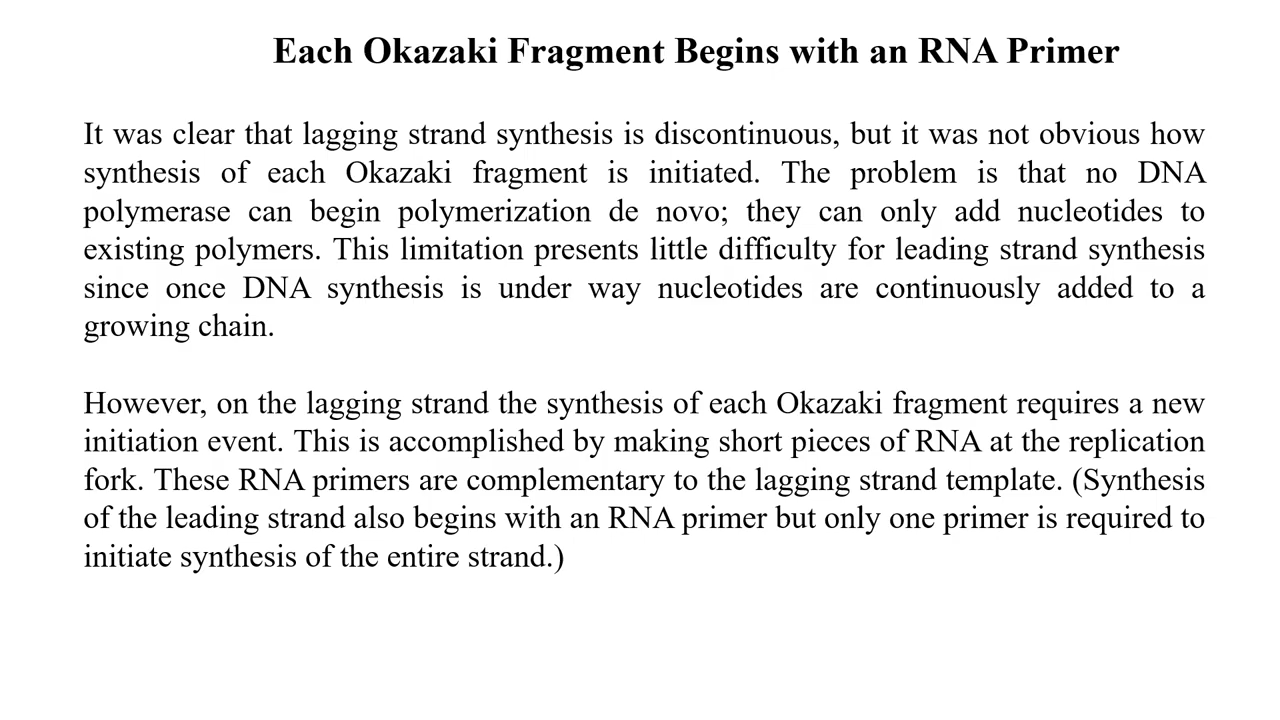 Each Okazaki Fragment Begins with an RNA Primer
It was clear that lagging strand synthesis is discontinuous, but it was not obvious how
synthesis of each Okazaki fragment is initiated. The problem is that no DNA
polymerase can begin polymerization de novo; they can only add nucleotides to
existing polymers. This limitation presents little difficulty for leading strand synthesis
since once DNA synthesis is under way nucleotides are continuously added to a
growing chain.
However, on the lagging strand the synthesis of each Okazaki fragment requires a new
initiation event. This is accomplished by making short pieces of RNA at the replication
fork. These RNA primers are complementary to the lagging strand template. (Synthesis
of the leading strand also begins with an RNA primer but only one primer is required to
initiate synthesis of the entire strand.)